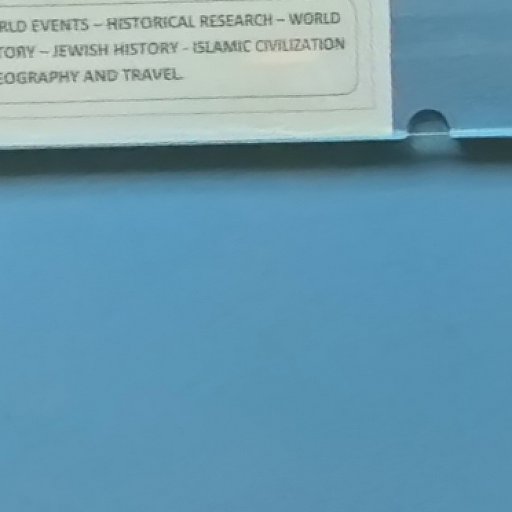 RLD EVENTS – HISTORICAL RESEARCH – WORLD
TORY – JEWISH HISTORY - ISLAMIC CIVILIZATION
EOGRAPHY AND TRAVEL.